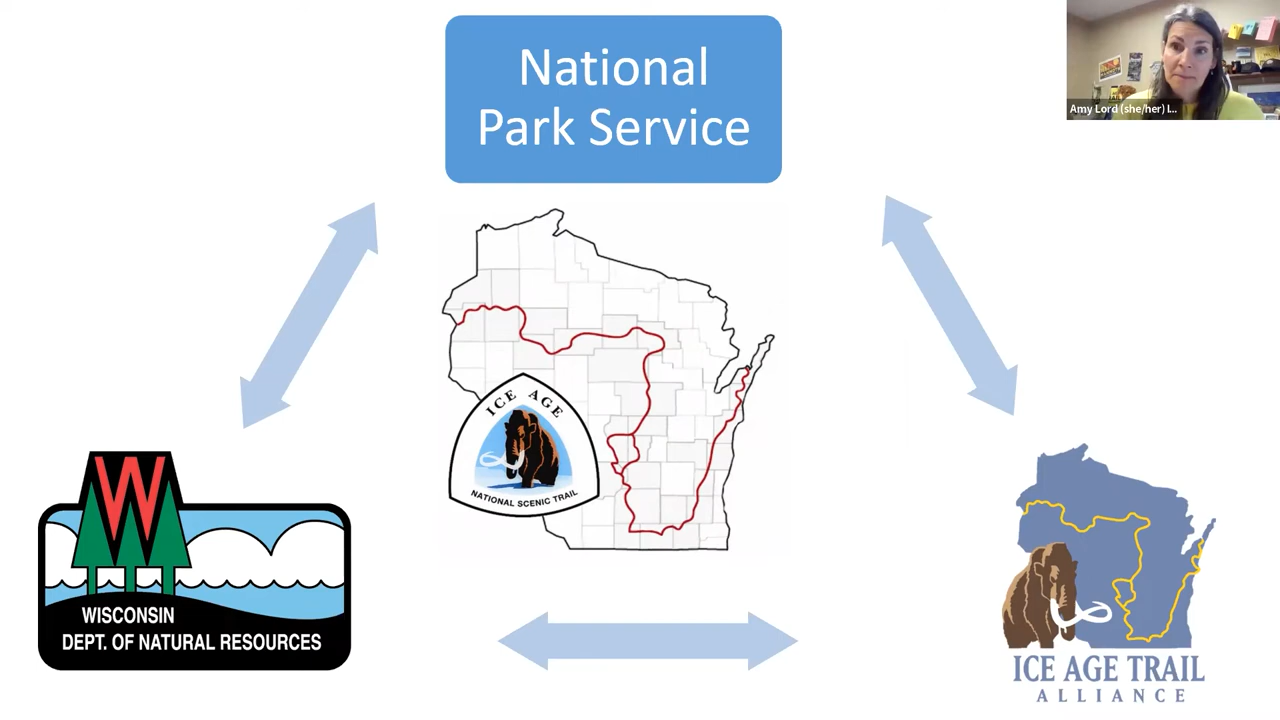 National
Park Service
Amy Lord (she/her) I...
ICE AGE
NATIONAL SCENIC TRAIL
W
WISCONSIN
DEPT. OF NATURAL RESOURCES
ICE AGE TRAIL
ALLIANCE